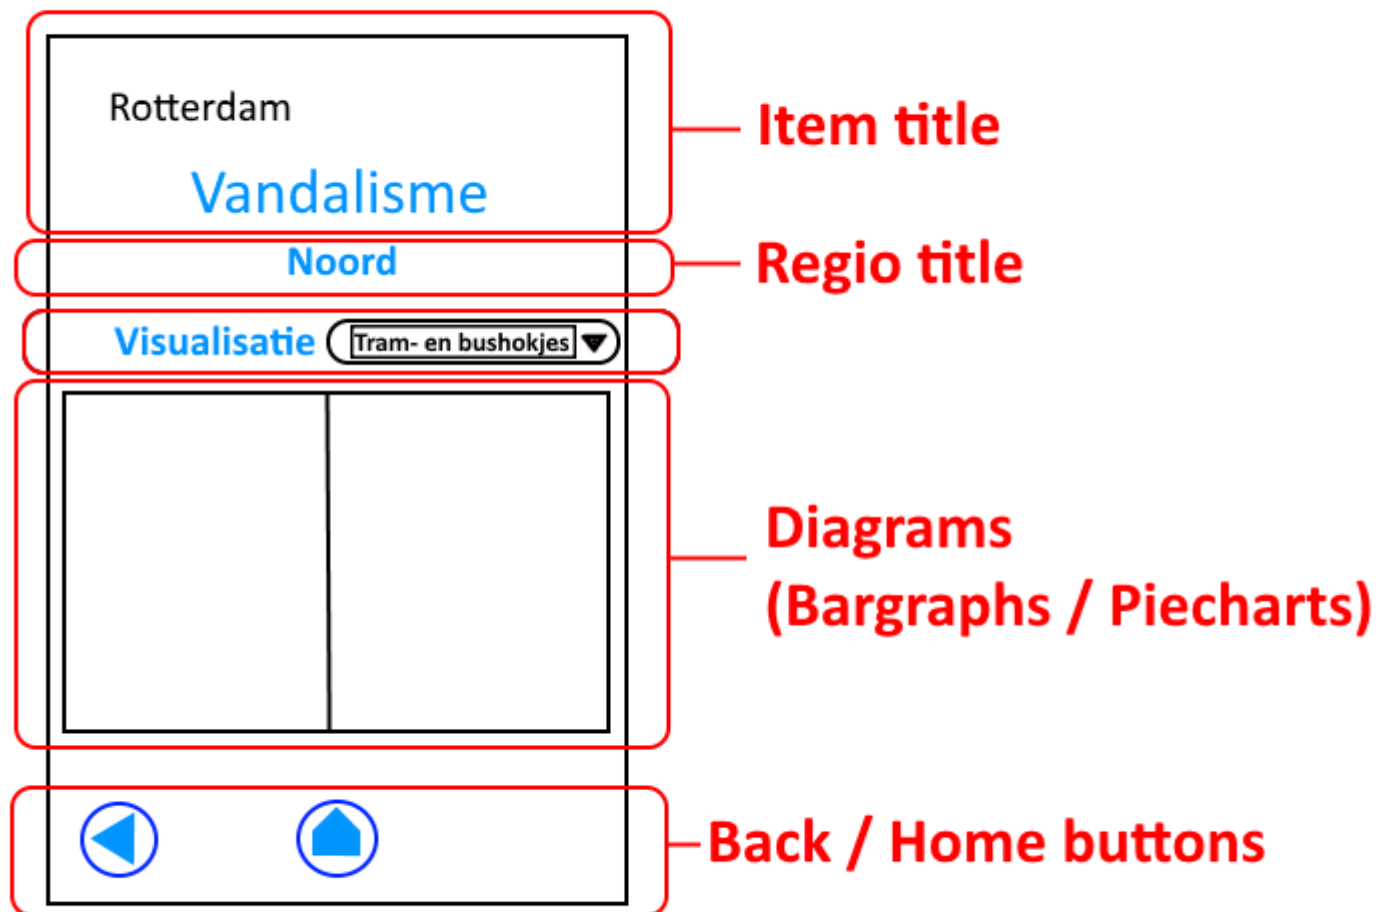 Rotterdam
Vandalisme
Item title
Noord
Regio title
Visualisatie
Tram- en bushokjes
Diagrams
(Bargraphs / Piecharts)
Back / Home buttons